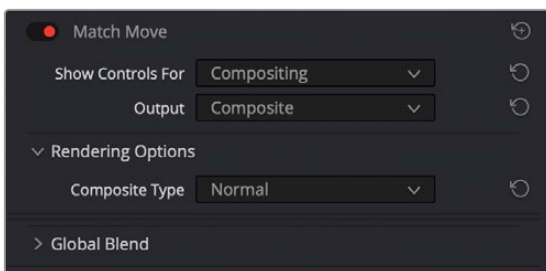 Match Move
Show Controls For Compositing
Output Composite
Rendering Options
Composite Type Normal
Global Blend